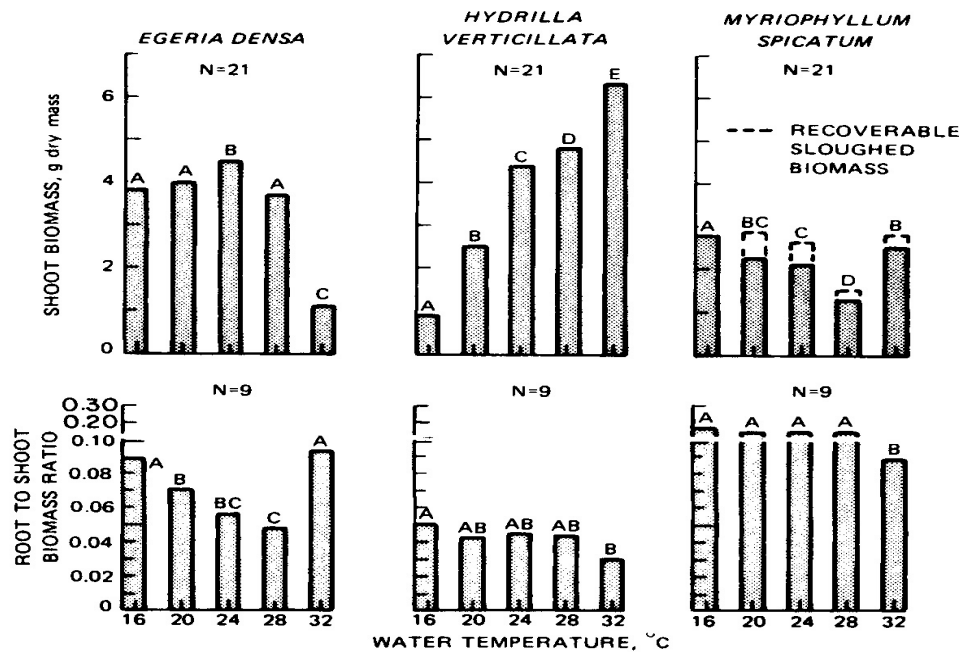 EGERIA DENSA
N=21
HYDRILLA
VERTICILLATA
N=21
MYRIOPHYLLUM
SPICATUM
N=21
RECOVERABLE
SLOUGHED
BIOMASS
SHOOT BIOMASS, g dry mass
6
4
2
0
A A B A C
A B C D E
A BC C D B
N=9
N=9
N=9
ROOT TO SHOOT
BIOMASS RATIO
0.30
0.20
0.10
0.08
0.06
0.04
0.02
0
A B BC C A
A AB AB AB B
A A A A B
16 20 24 28 32
16 20 24 28 32
16 20 24 28 32
WATER TEMPERATURE, °C